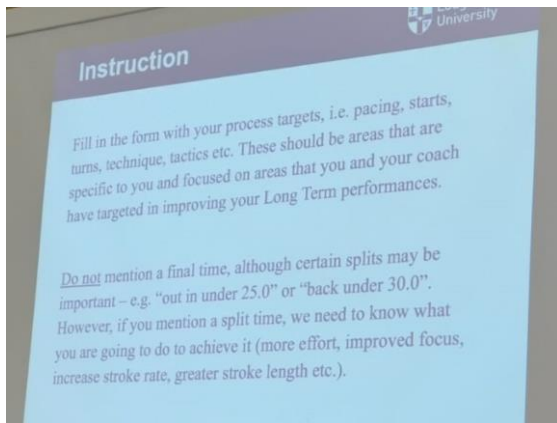 University
Instruction
Fill in the form with your process targets, i.e. pacing, starts,
turns, technique, tactics etc. These should be areas that are
specific to you and focused on areas that you and your coach
have targeted in improving your Long Term performances.
Do not mention a final time, although certain splits may be
important – e.g. “out in under 25.0” or “back under 30.0”.
However, if you mention a split time, we need to know what
you are going to do to achieve it (more effort, improved focus,
increase stroke rate, greater stroke length etc.).